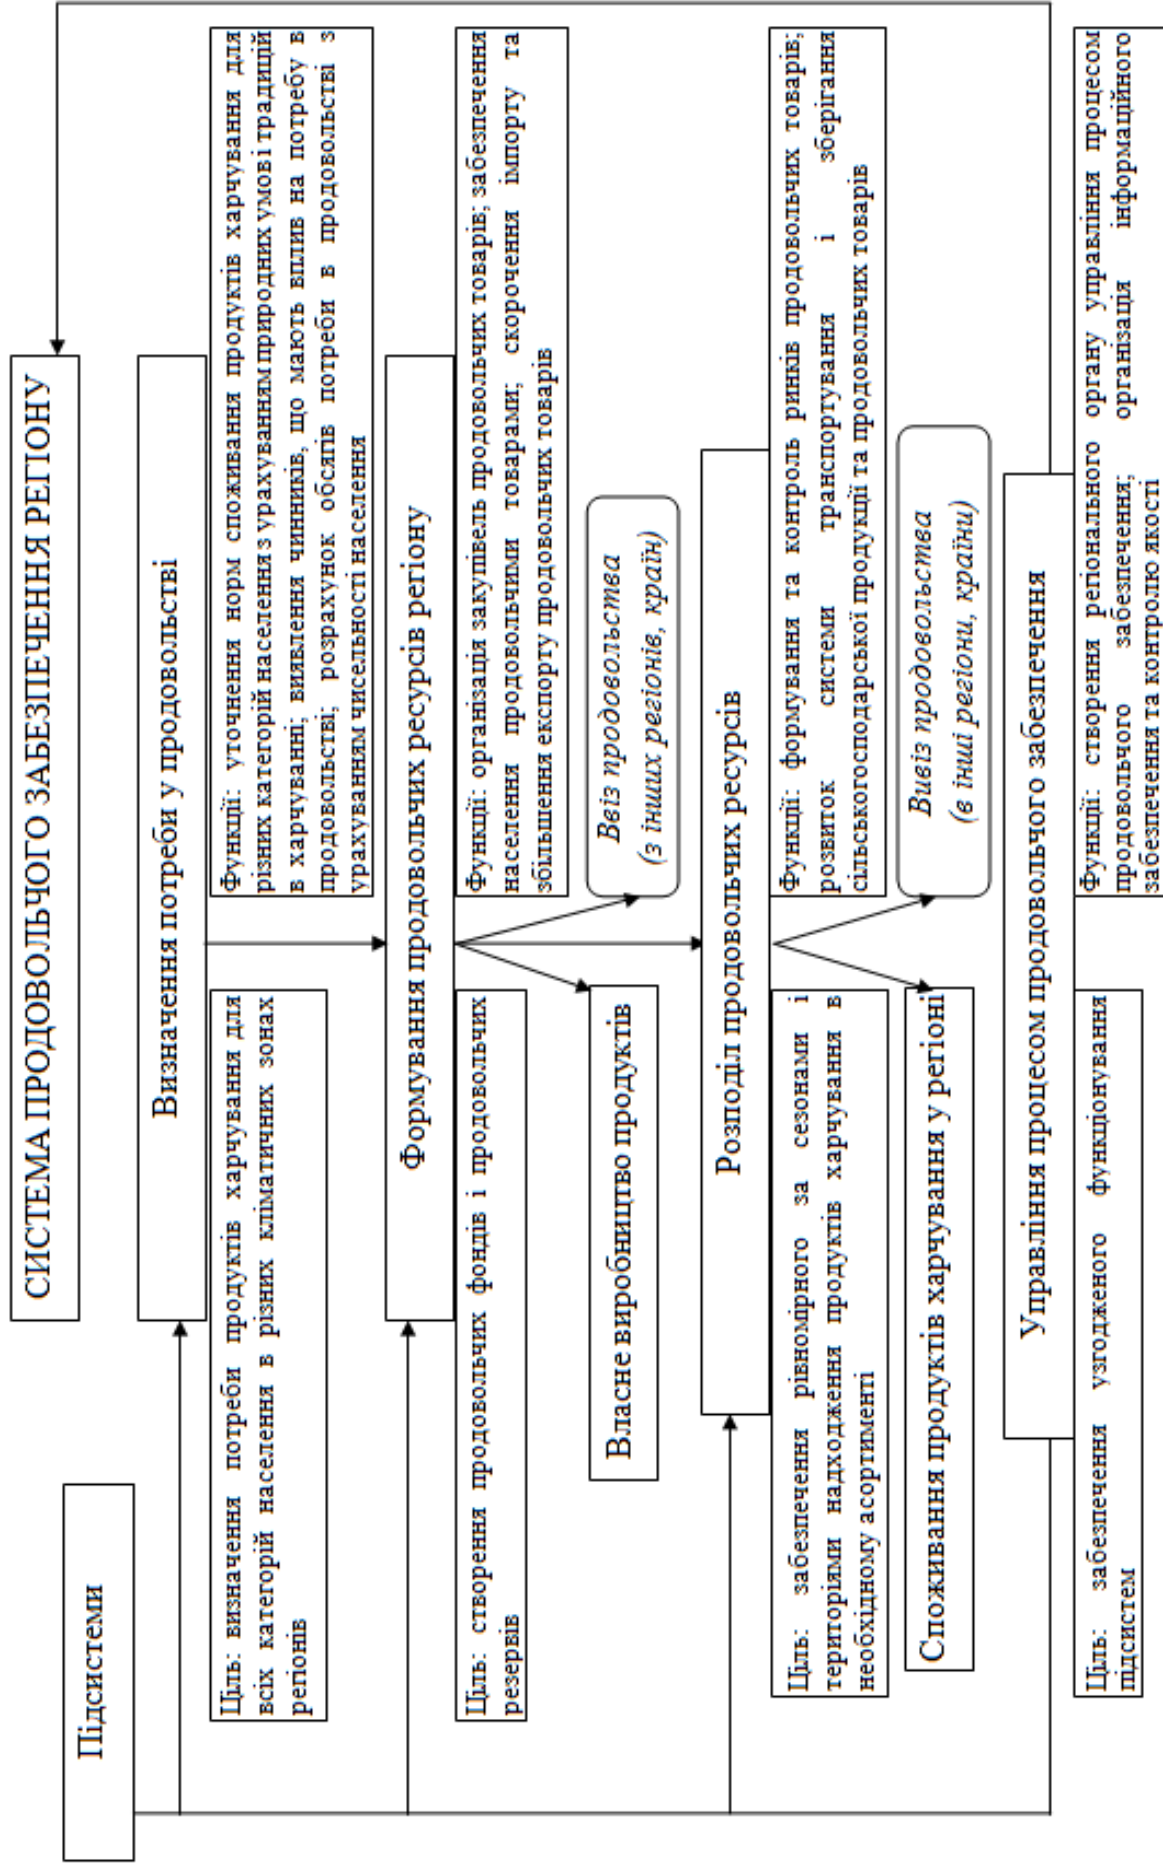 СИСТЕМА ПРОДОВОЛЬЧОГО ЗАБЕЗПЕЧЕННЯ РЕГІОНУ
Підсистеми
Визначення потреби у продовольстві
Ціль: визначення потреби продуктів харчування для
всіх категорій населення в різних кліматичних зонах
регіонів
Функції: уточнення норм споживання продуктів харчування для
різних категорій населення з урахуванням природних умов і традицій
в харчуванні; виявлення чинників, що мають вплив на потребу в
продовольстві; розрахунок обсягів потреби в продовольстві з
урахуванням чисельності населення
Формування продовольчих ресурсів регіону
Ціль: створення продовольчих фондів і продовольчих
резервів
Функції: організація закупівель продовольчих товарів; забезпечення
населення продовольчими товарами; скорочення імпорту та
збільшення експорту продовольчих товарів
Власне виробництво продуктів
Ввіз продовольства
(з інших регіонів, країн)
Розподіл продовольчих ресурсів
Ціль: забезпечення рівномірного за сезонами і
територіями надходження продуктів харчування в
необхідному асортименті
Функції: формування та контроль ринків продовольчих товарів;
розвиток системи транспортування і зберігання
сільськогосподарської продукції та продовольчих товарів
Споживання продуктів харчування у регіоні
Вивіз продовольства
(в інші регіони, країни)
Управління процесом продовольчого забезпечення
Ціль: забезпечення узгодженого функціонування
підсистем
Функції: створення регіонального органу управління процесом
продовольчого забезпечення; організація інформаційного
забезпечення та контролю якості